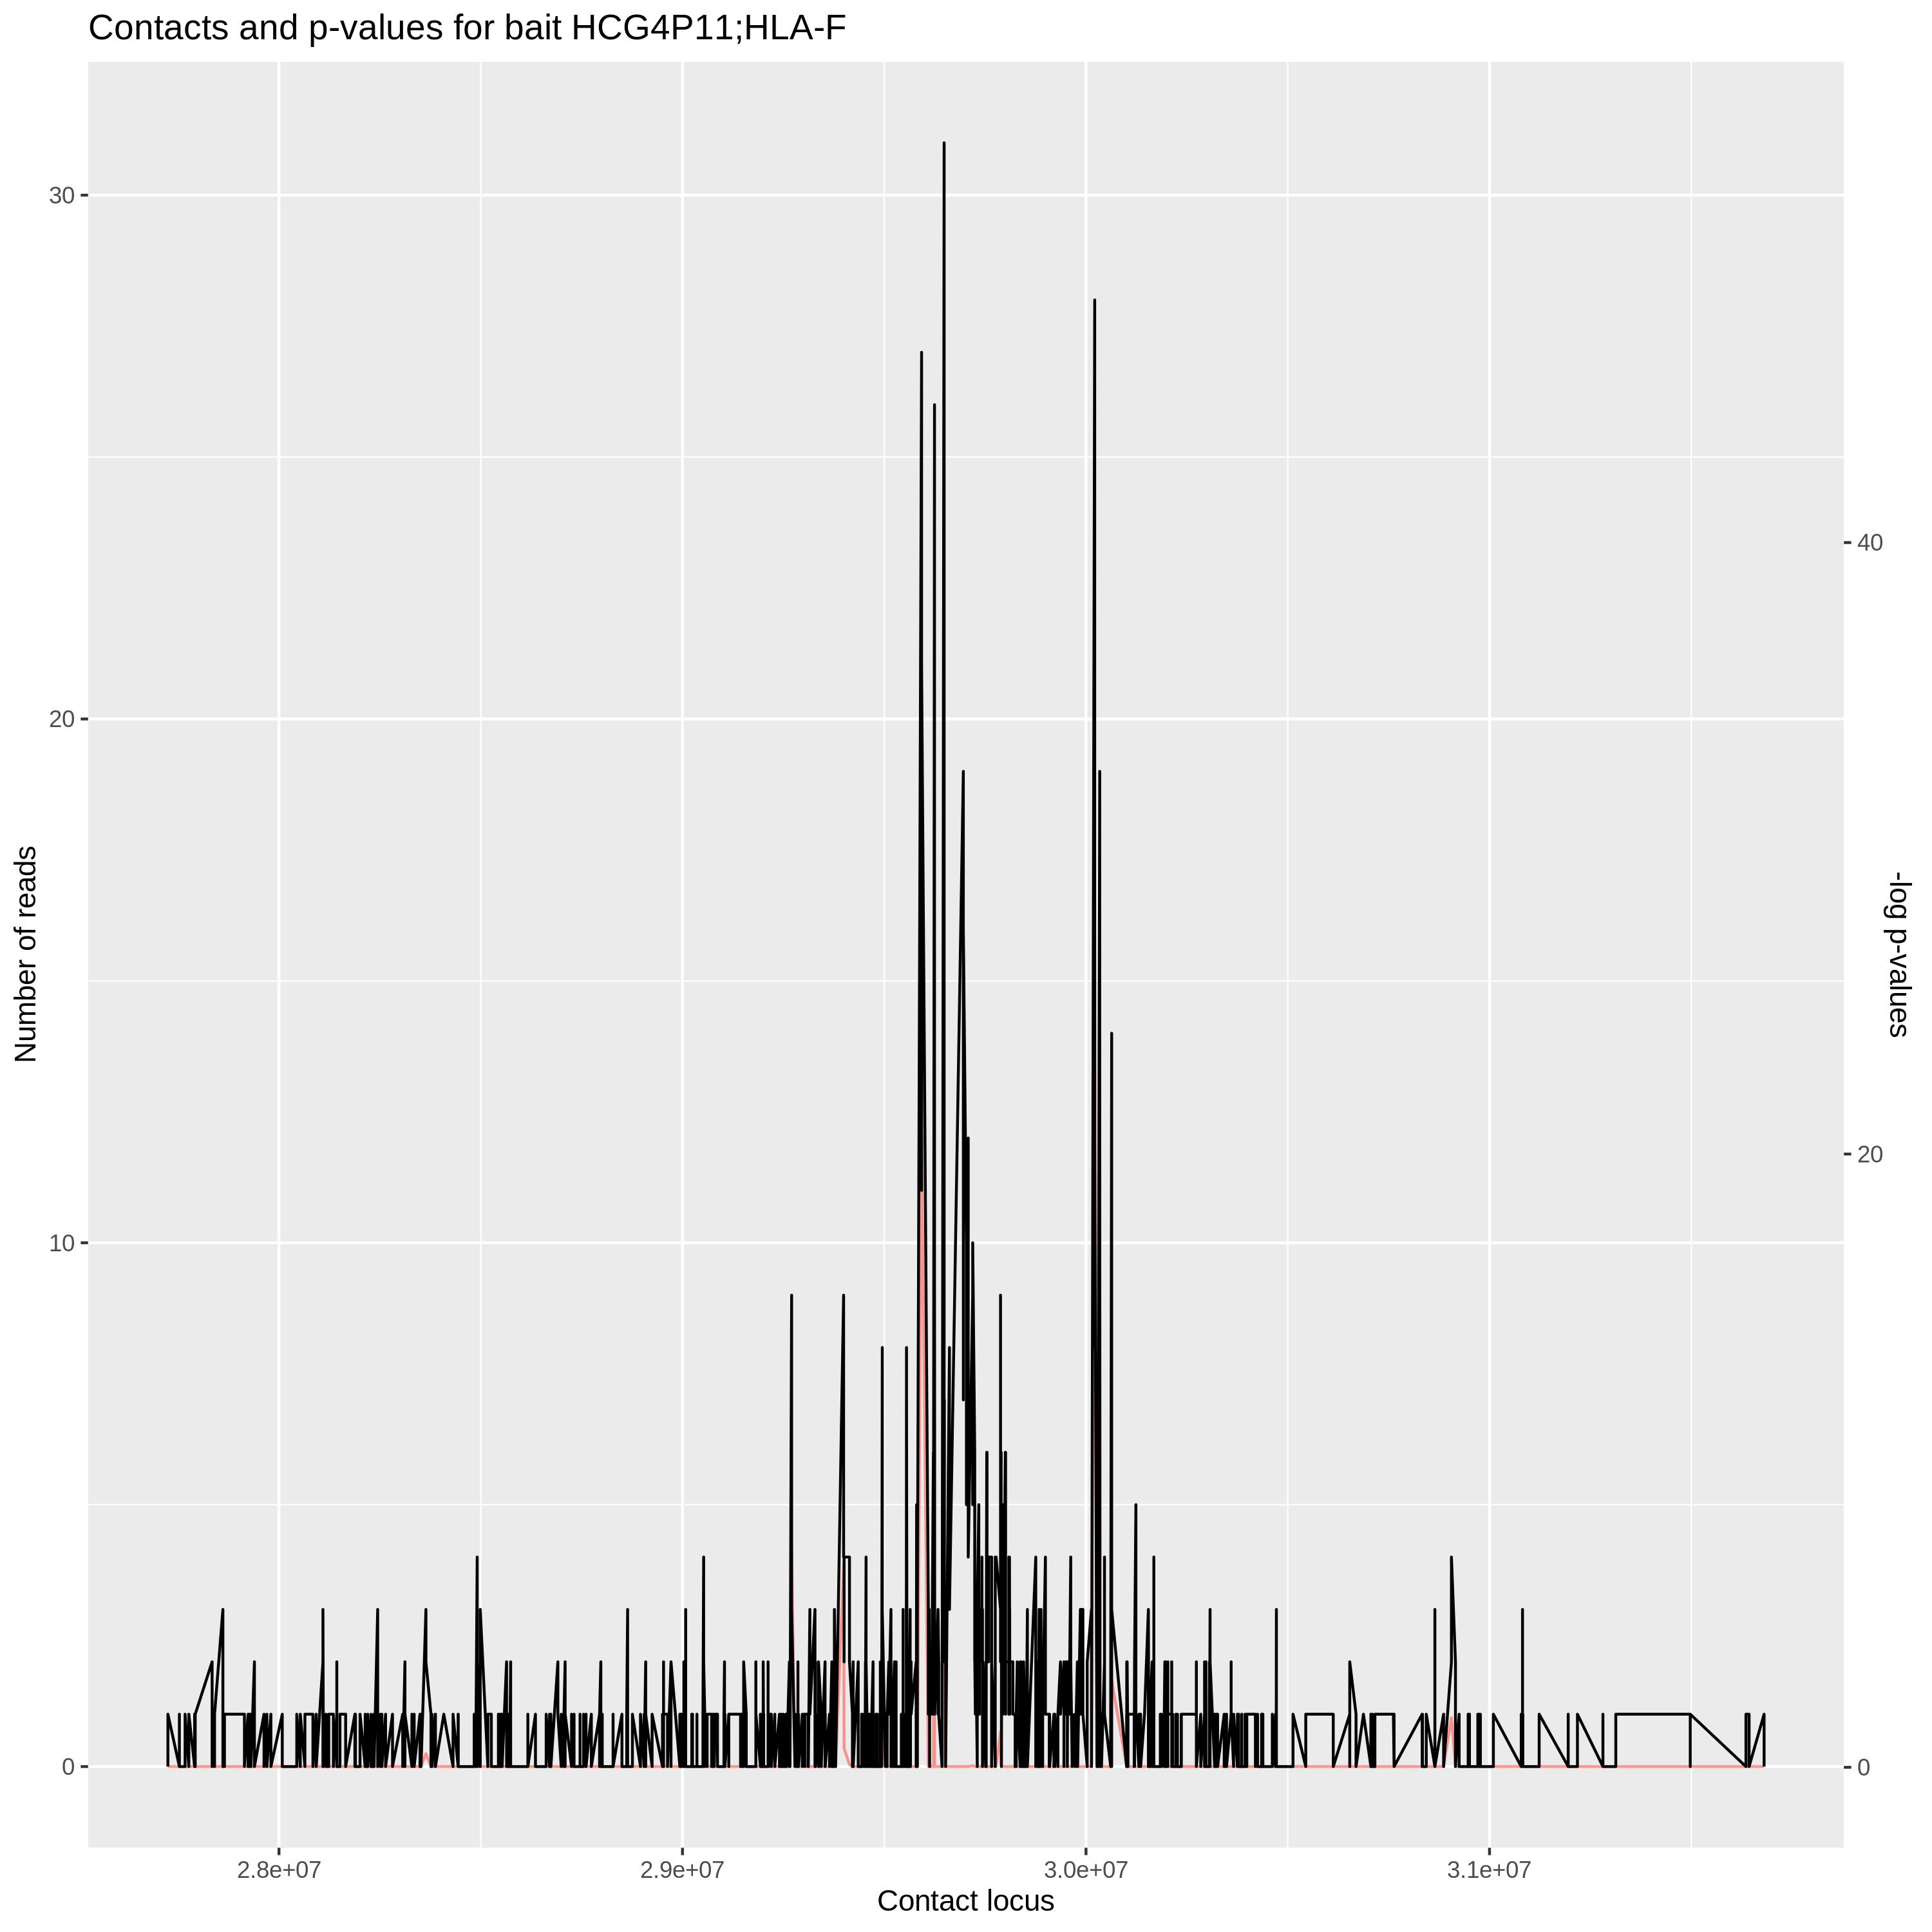 Contacts and p-values for bait HCG4P11;HLA-F
30
20
10
0
Number of reads
40
20
0
-log p-values
2.8e+07
2.9e+07
3.0e+07
3.1e+07
Contact locus